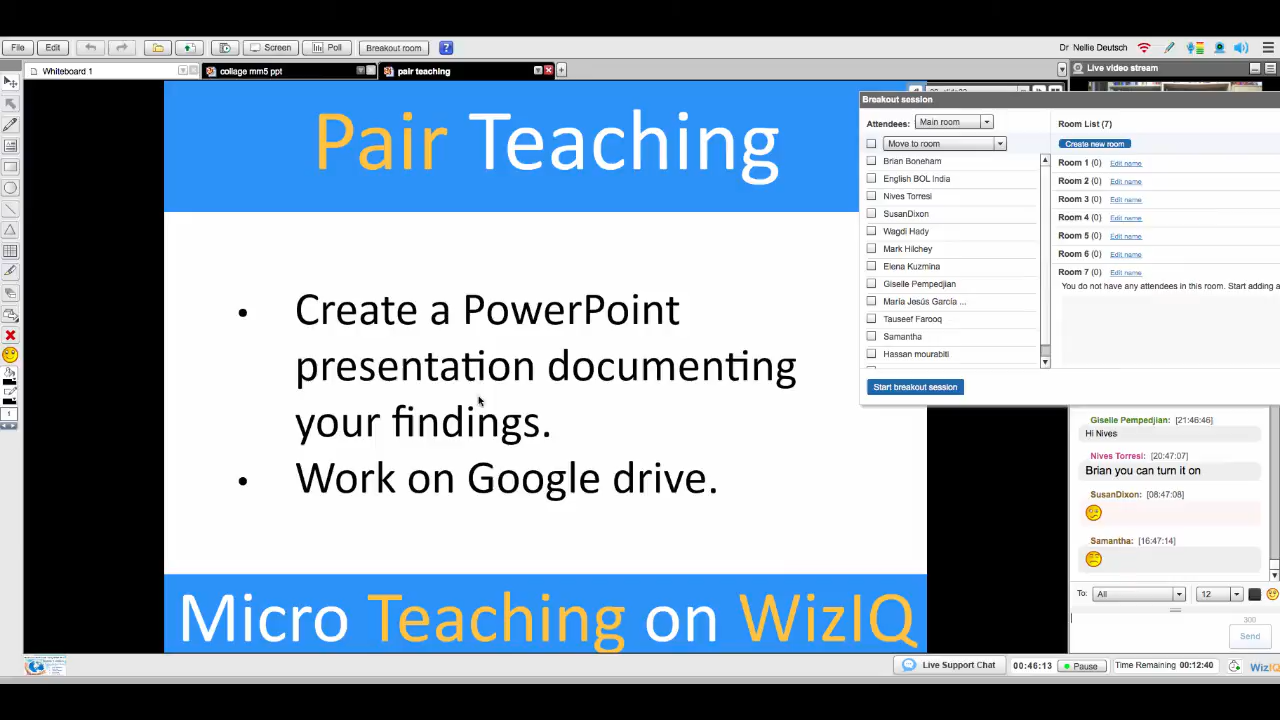 File
Edit
Screen
Poll
Breakout room
?
Dr Nellie Deutsch
Whiteboard 1
collage mm5 ppt
pair teaching
Live video stream
Pair Teaching
• Create a PowerPoint
presentation documenting
your findings.
• Work on Google drive.
Micro Teaching on WizIQ
Breakout session
Attendees: Main room
Move to room
Brian Boneham
English BOL India
Nives Torresi
SusanDixon
Wagdi Hady
Mark Hilchey
Elena Kuzmina
Giselle Pempedjian
María Jesús García ...
Tauseef Farooq
Samantha
Hassan mourabiti
Start breakout session
Room List (7)
Create new room
Room 1 (0) Edit name
Room 2 (0) Edit name
Room 3 (0) Edit name
Room 4 (0) Edit name
Room 5 (0) Edit name
Room 6 (0) Edit name
Room 7 (0) Edit name
You do not have any attendees in this room. Start adding a
Giselle Pempedjian: [21:46:46]
Hi Nives
Nives Torresi: [20:47:07]
Brian you can turn it on
SusanDixon: [08:47:08]
Samantha: [16:47:14]
To: All 12
300
Send
1
Live Support Chat
00:46:13
Pause
Time Remaining 00:12:40
WizIQ